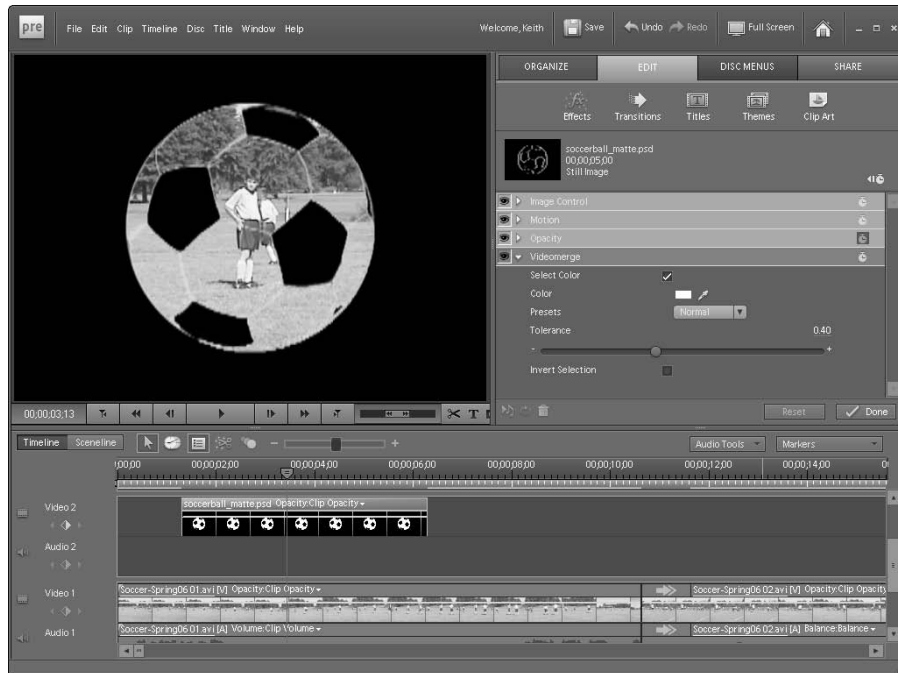 pre File Edit Clip Timeline Disc Title Window Help Welcome, Keith Save Undo Redo Full Screen
ORGANIZE EDIT DISC MENUS SHARE
Effects Transitions Titles Themes Clip Art
soccerball_matte.psd
00;00;05;00
Still Image
Image Control
Motion
Opacity
Videomerge
Select Color
Color
Presets Normal
Tolerance 0.40
- +
Invert Selection
00;00;03;13 T Reset Done
Timeline Sceneline - + Audio Tools Markers
;00;00 00;00;02;00 00;00;04;00 00;00;06;00 00;00;08;00 00;00;10;00 00;00;12;00 00;00;14;00
Video 2 soccerball_matte.psd Opacity:Clip Opacity
Audio 2
Video 1 Soccer-Spring06 01.avi [V] Opacity:Clip Opacity Soccer-Spring06 02.avi [V] Opacity:Clip Opacity
Audio 1 Soccer-Spring06 01.avi [A] Volume:Clip Volume Soccer-Spring06 02.avi [A] Balance:Balance